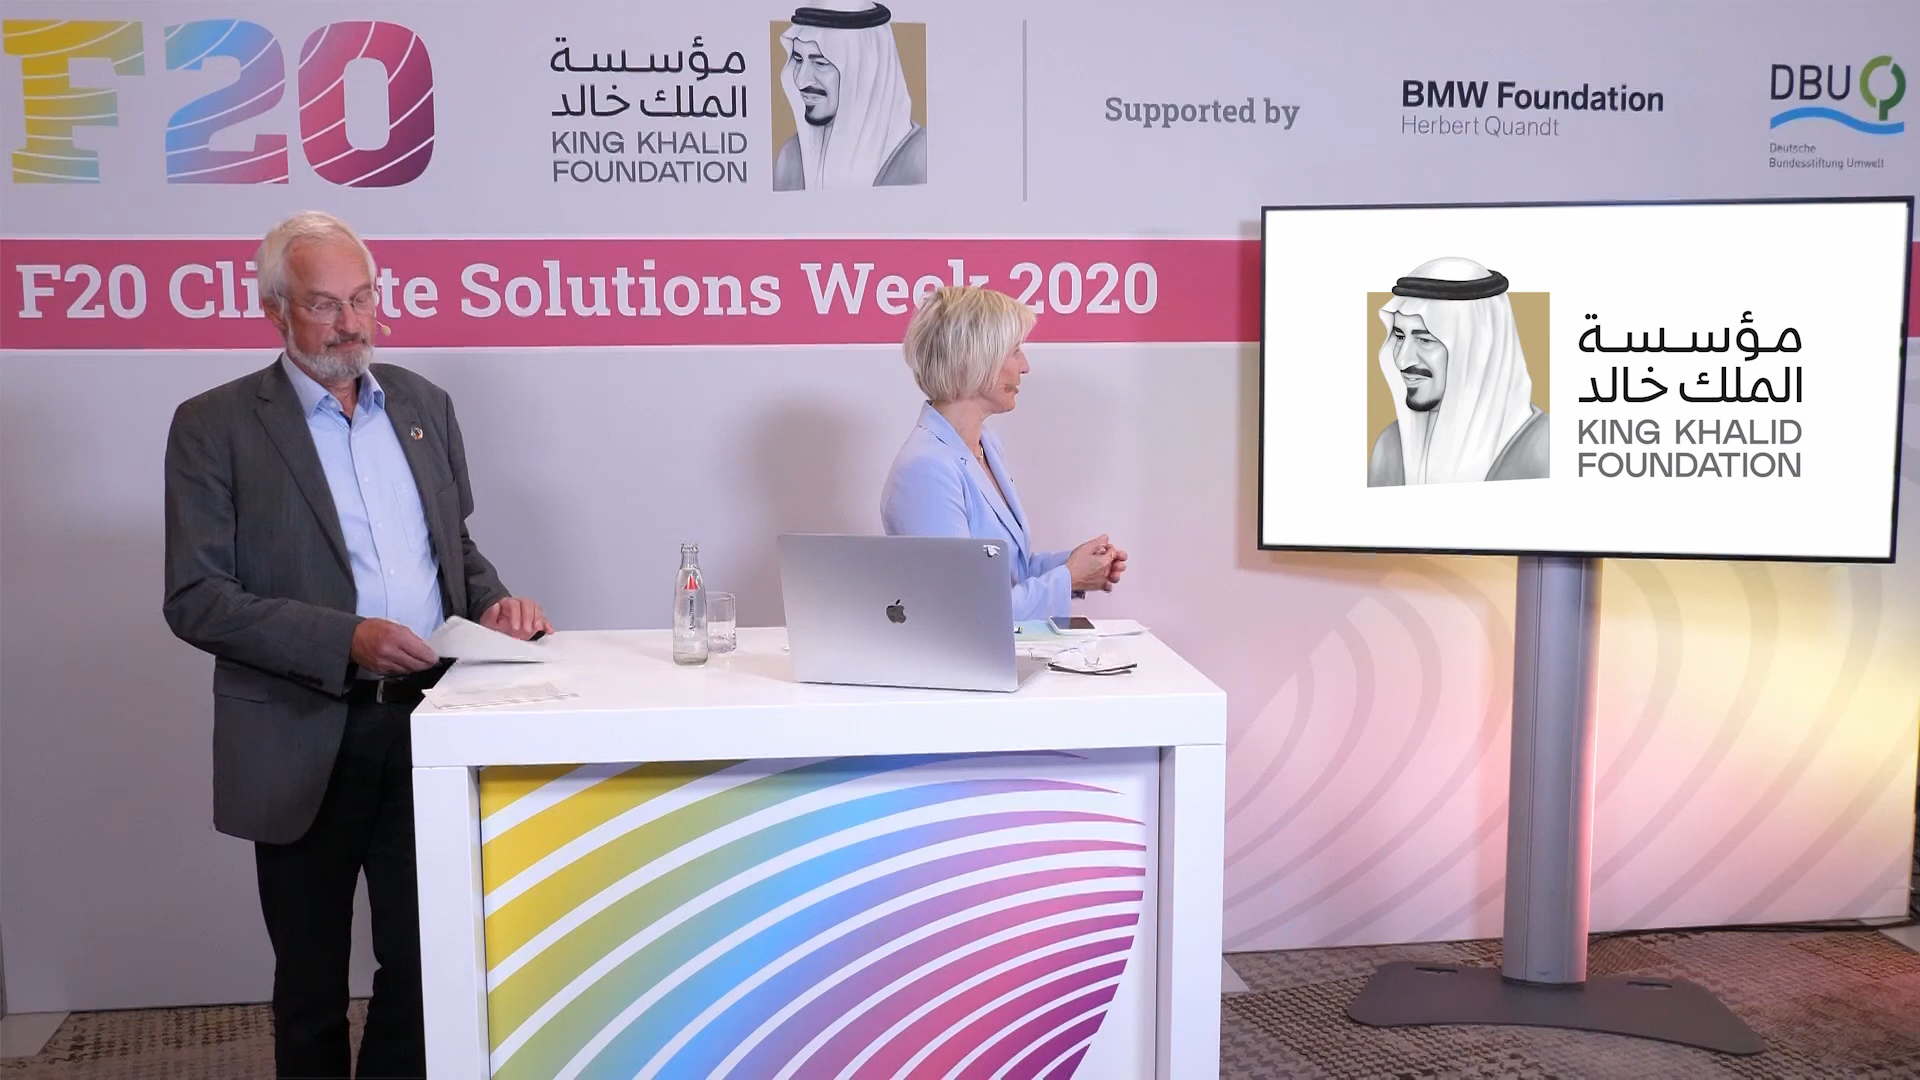 F20
مؤسسة
الملك خالد
KING KHALID
FOUNDATION
Supported by
BMW Foundation
Herbert Quandt
DBU
Deutsche
Bundesstiftung Umwelt
F20 Cli te Solutions Week 2020
مؤسسة
الملك خالد
KING KHALID
FOUNDATION